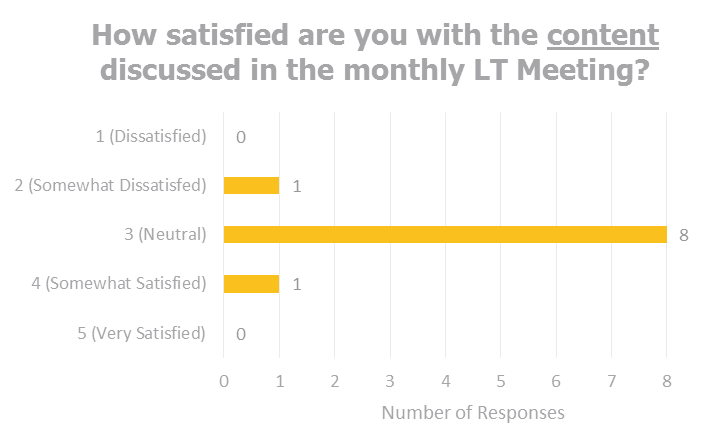 How satisfied are you with the content
discussed in the monthly LT Meeting?
1 (Dissatisfied) 0
2 (Somewhat Dissatisfed) 1
3 (Neutral) 8
4 (Somewhat Satisfied) 1
5 (Very Satisfied) 0
0 1 2 3 4 5 6 7 8
Number of Responses